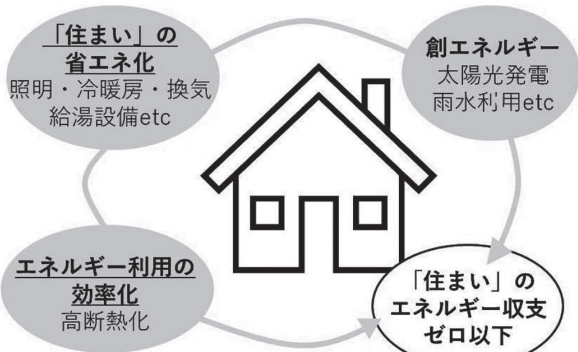 「住まい」の
省エネ化
照明・冷暖房・換気
給湯設備etc
創エネルギー
太陽光発電
雨水利用etc
エネルギー利用の
効率化
高断熱化
「住まい」の
エネルギー収支
ゼロ以下